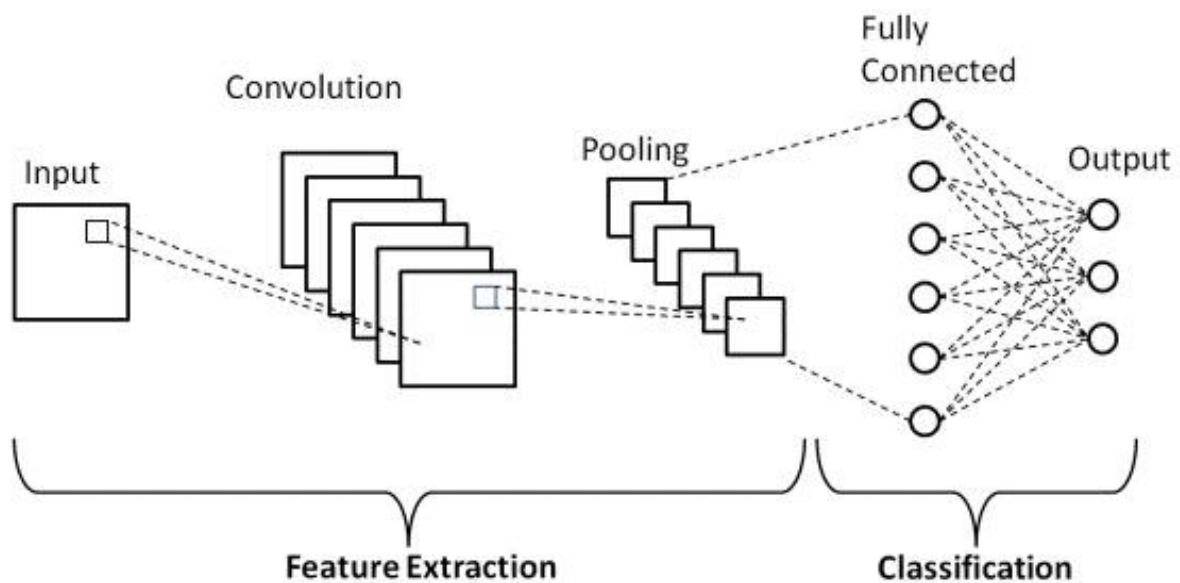 Input
Convolution
Pooling
Fully
Connected
Output
Feature Extraction
Classification